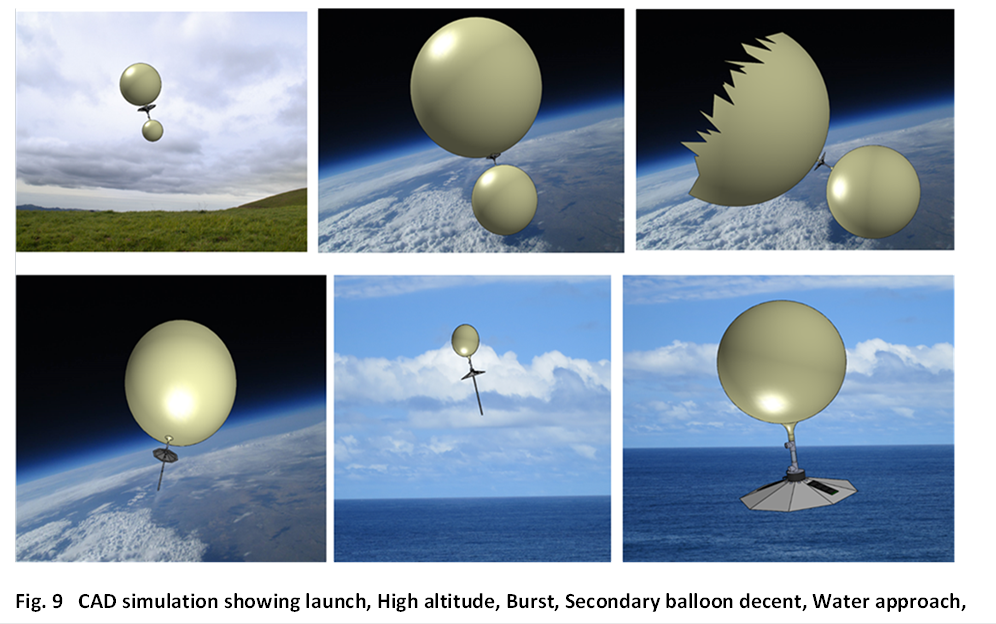 Fig. 9   CAD simulation showing launch, High altitude, Burst, Secondary balloon decent, Water approach,